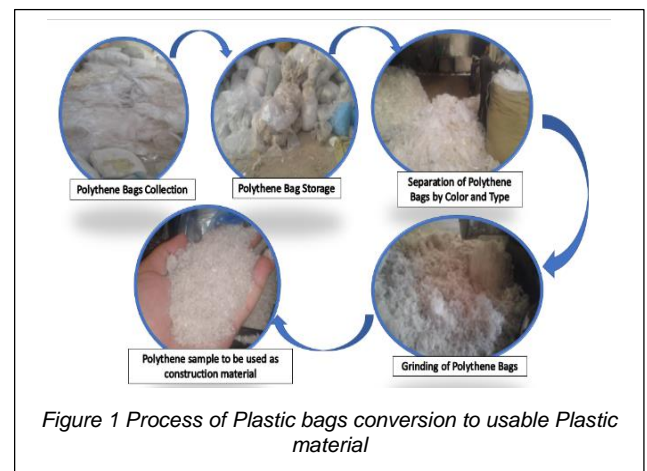 Polythene Bags Collection
Polythene Bag Storage
Separation of Polythene
Bags by Color and Type
Polythene sample to be used as
construction material
Grinding of Polythene Bags
Figure 1 Process of Plastic bags conversion to usable Plastic
material